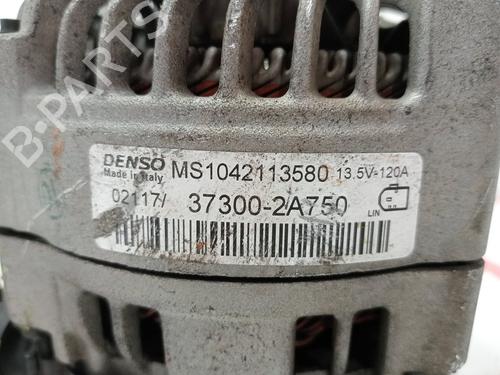 B-PARTS
DENSO MS1042113580 13.5V-120A
Made in Italy
02117/ 37300-2A750
LIN